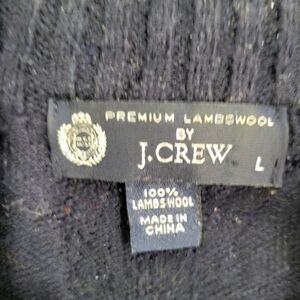 PREMIUM LAMBSWOOL
BY
J.CREW
L
100%
LAMBSWOOL
MADE IN
CHINA